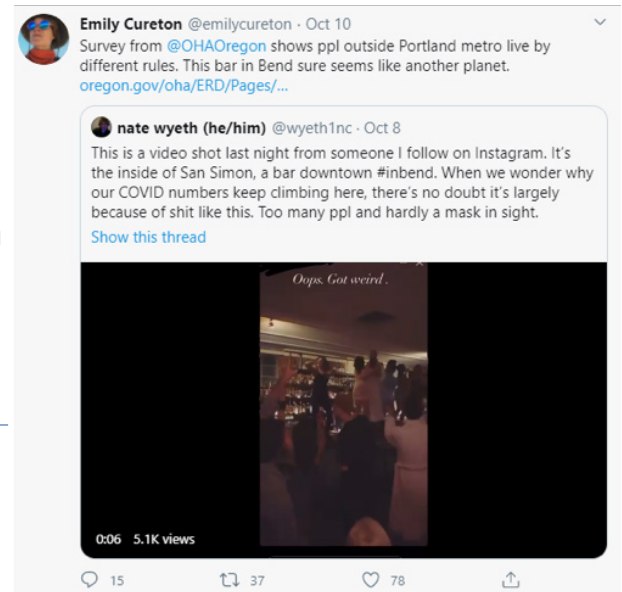 Emily Cureton @emilycureton · Oct 10
Survey from @OHAOregon shows ppl outside Portland metro live by
different rules. This bar in Bend sure seems like another planet.
oregon.gov/oha/ERD/Pages/...
nate wyeth (he/him) @wyeth1nc · Oct 8
This is a video shot last night from someone I follow on Instagram. It's
the inside of San Simon, a bar downtown #inbend. When we wonder why
our COVID numbers keep climbing here, there's no doubt it's largely
because of shit like this. Too many ppl and hardly a mask in sight.
Show this thread
Oops. Got weird .
0:06 5.1K views
15 37 78